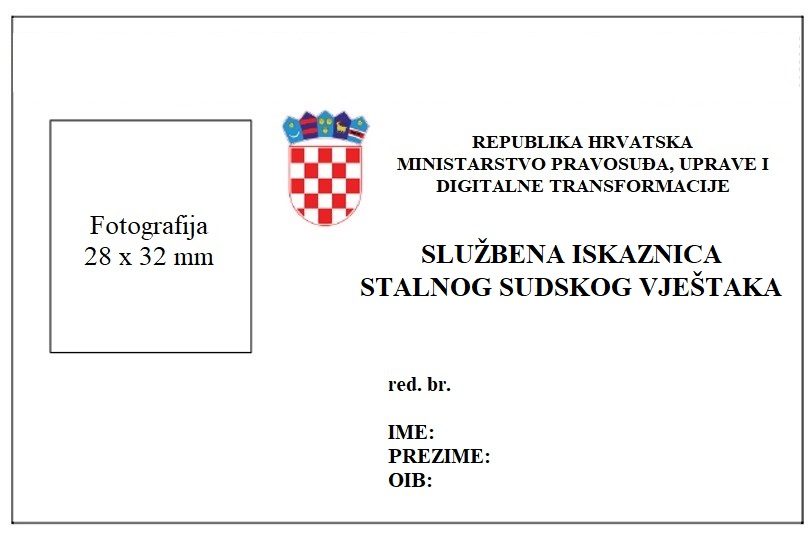 Fotografija
28 x 32 mm
REPUBLIKA HRVATSKA
MINISTARSTVO PRAVOSUĐA, UPRAVE I
DIGITALNE TRANSFORMACIJE
SLUŽBENA ISKAZNICA
STALNOG SUDSKOG VJEŠTAKA
red. br.
IME:
PREZIME:
OIB: